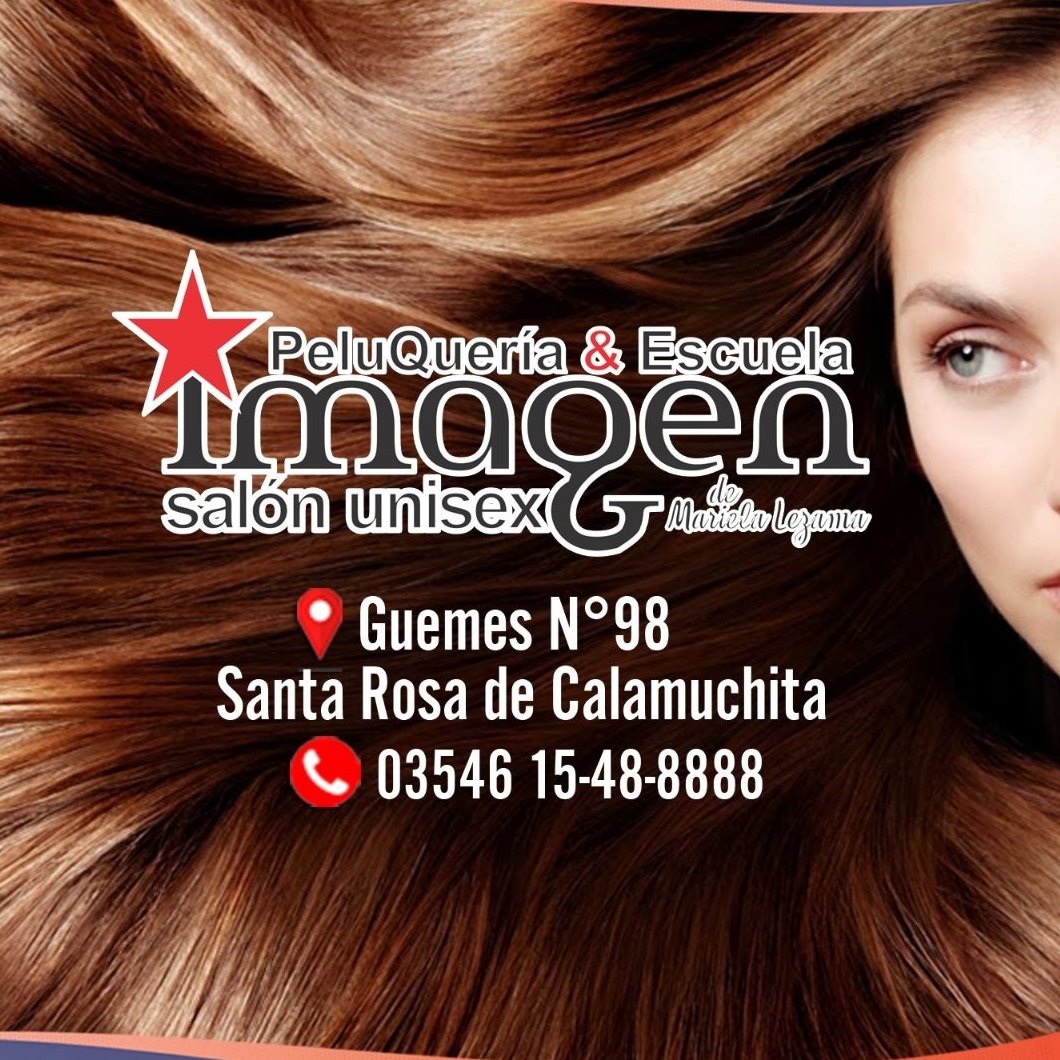 PeluQuería & Escuela
imagen
salón unisex
de
Mariela Lezama
Guemes N°98
Santa Rosa de Calamuchita
03546 15-48-8888